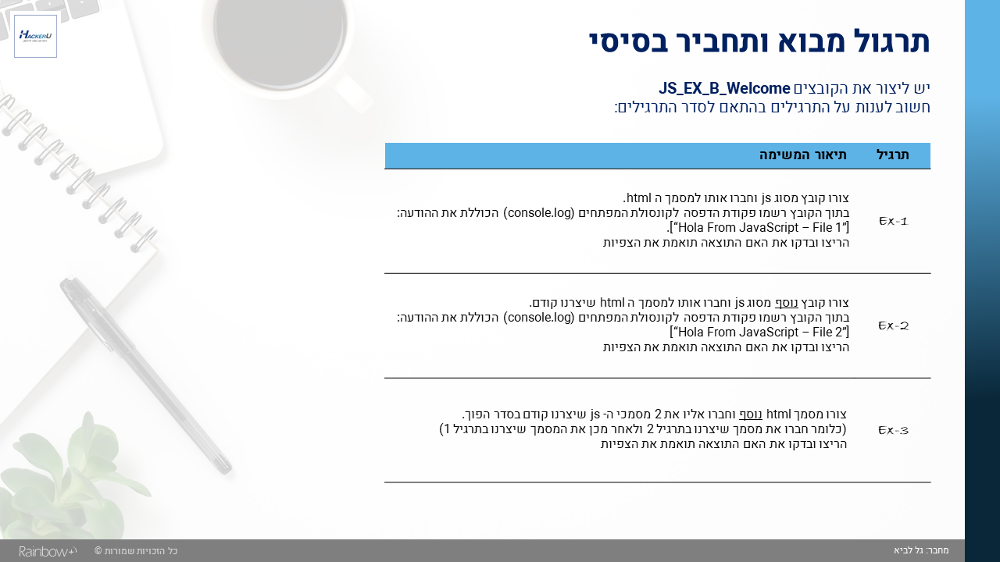 HACKERU
תרגול מבוא ותחביר בסיסי
יש ליצור את הקובצים JS_EX_B_Welcome
חשוב לענות על התרגילים בהתאם לסדר התרגילים:
תרגיל תיאור המשימה
Ex-1
צורו קובץ מסוג js וחברו אותו למסמך ה html.
בתוך הקובץ רשמו פקודת הדפסה לקונסולת המפתחים (console.log) הכוללת את ההודעה:
["Hola From JavaScript – File 1"].
הריצו ובדקו את האם התוצאה תואמת את הצפיות
Ex-2
צורו קובץ נוסף מסוג js וחברו אותו למסמך ה html שיצרנו קודם.
בתוך הקובץ רשמו פקודת הדפסה לקונסולת המפתחים (console.log) הכוללת את ההודעה:
["Hola From JavaScript – File 2"]
הריצו ובדקו את האם התוצאה תואמת את הצפיות
Ex-3
צורו מסמך html נוסף וחברו אליו את 2 מסמכי ה- js שיצרנו קודם בסדר הפוך.
(כלומר חברו את מסמך שיצרנו בתרגיל 2 ולאחר מכן את המסמך שיצרנו בתרגיל 1)
הריצו ובדקו את האם התוצאה תואמת את הצפיות
מחבר: גל לביא
כל הזכויות שמורות ©
Rainbow+